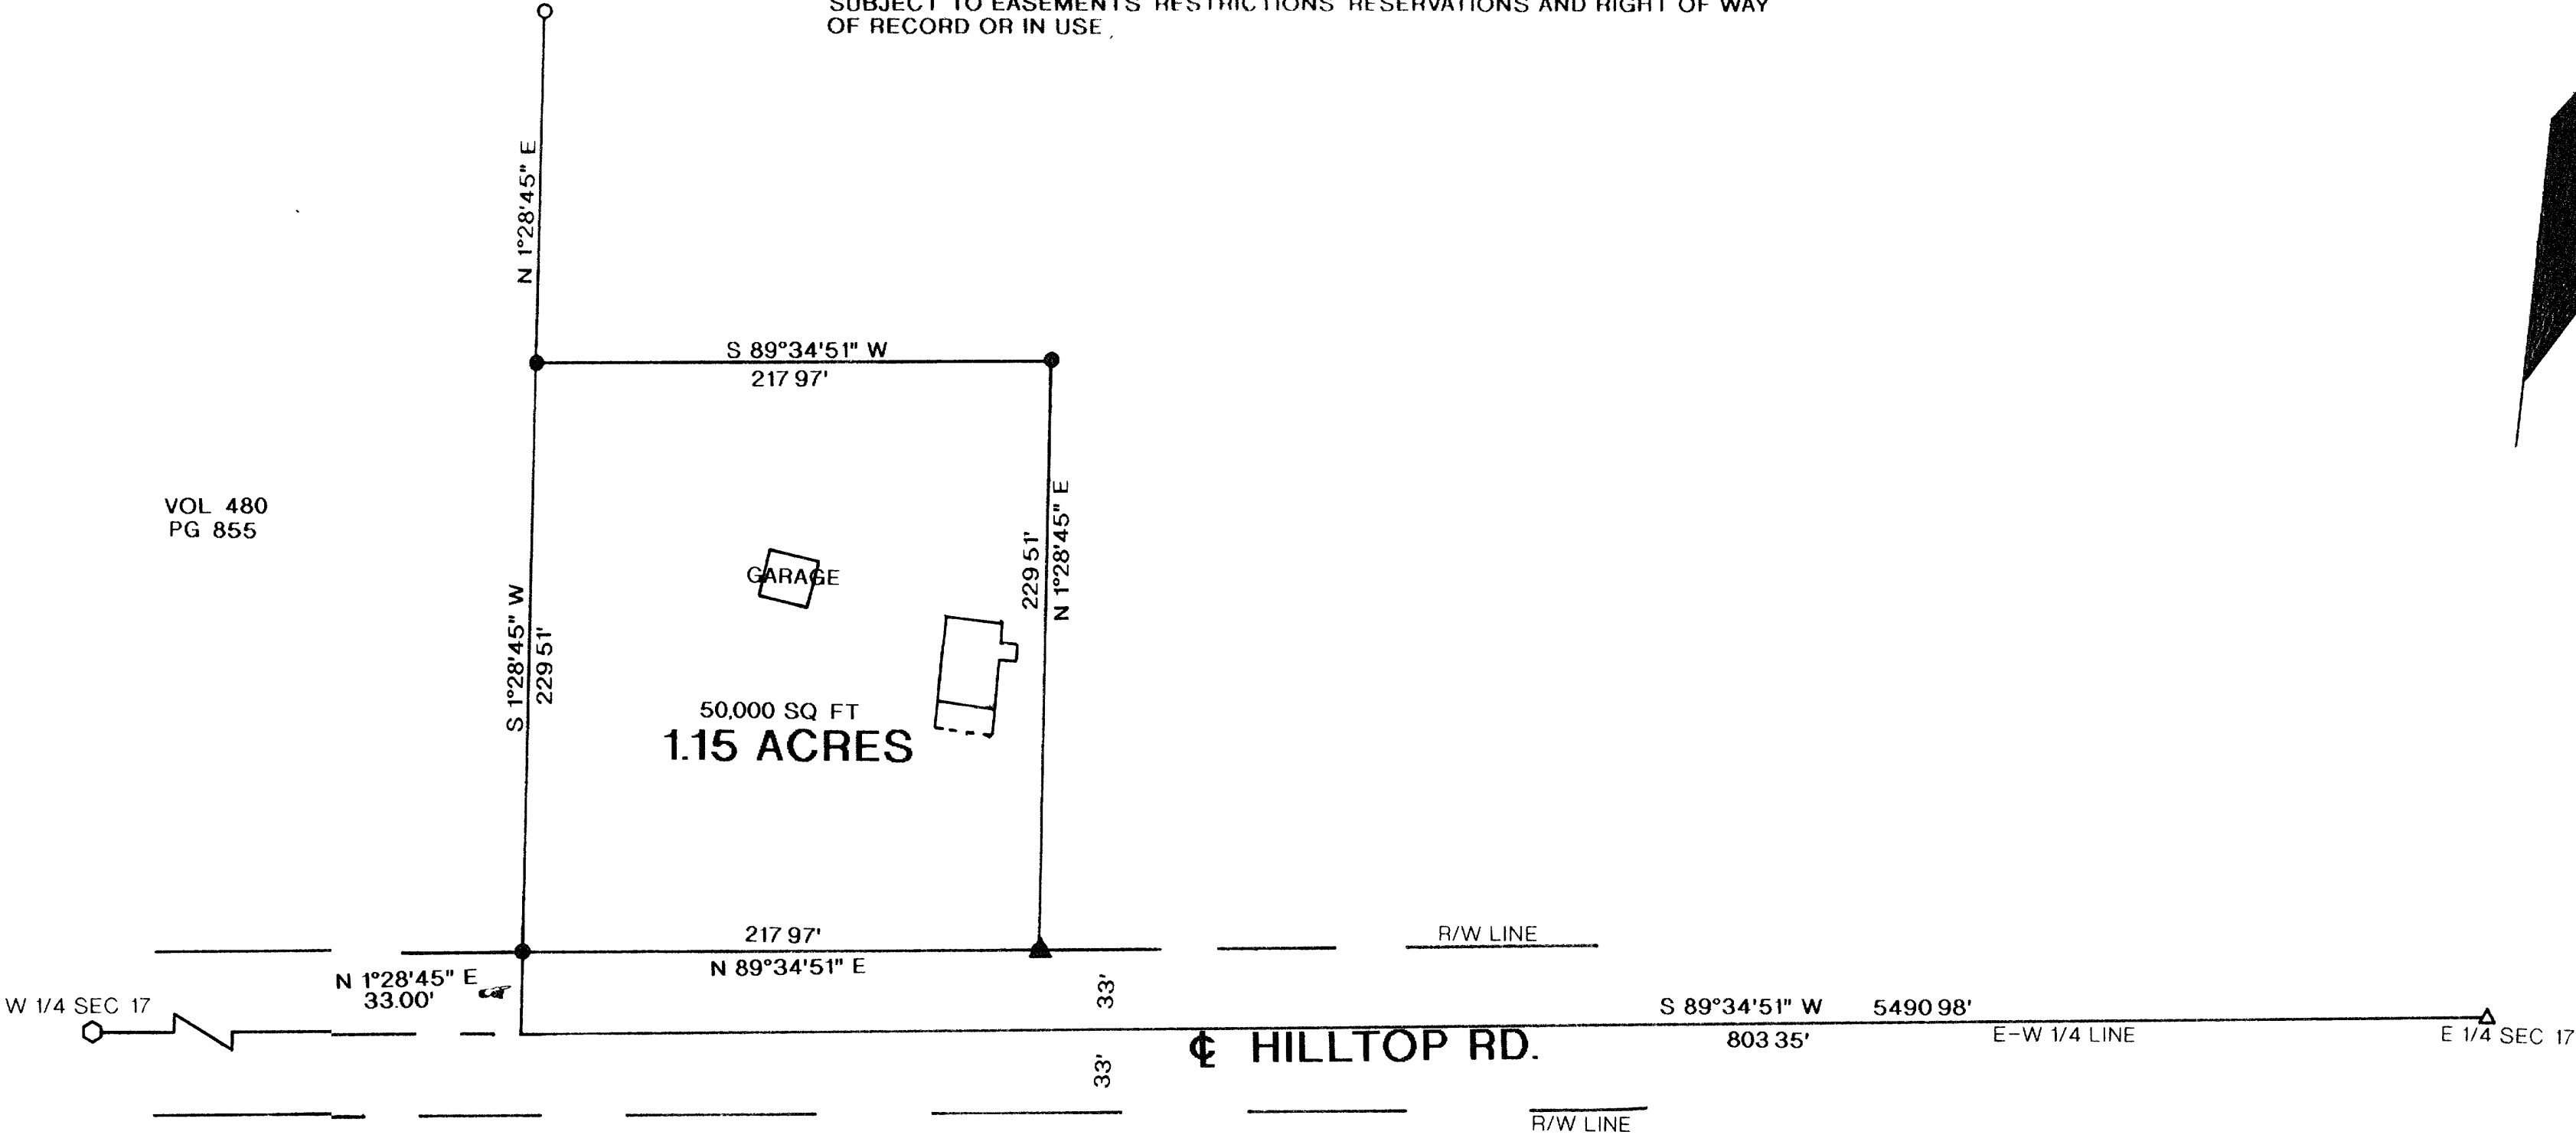 SUBJECT TO EASEMENTS RESTRICTIONS RESERVATIONS AND RIGHT OF WAY
OF RECORD OR IN USE
N 1°28'45" E
S 89°34'51" W
217 97'
VOL 480
PG 855
229 51'
N 1°28'45" E
GARAGE
S 1°28'45" W
229 51'
50,000 SQ FT
1.15 ACRES
217 97'
R/W LINE
N 89°34'51" E
N 1°28'45" E
33.00'
33'
W 1/4 SEC 17
S 89°34'51" W 5490 98'
℄ HILLTOP RD.
803 35'
E-W 1/4 LINE
E 1/4 SEC 17
33'
R/W LINE